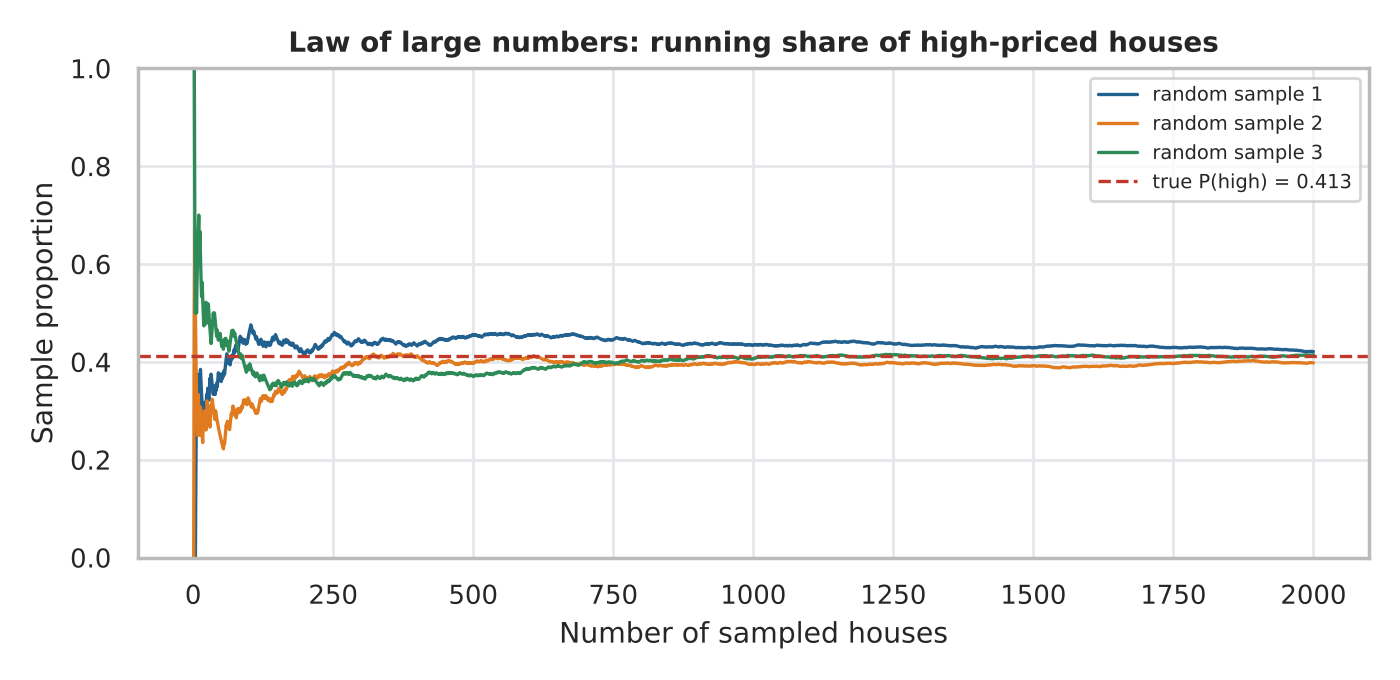 Law of large numbers: running share of high-priced houses
random sample 1
random sample 2
random sample 3
true P(high) = 0.413
Sample proportion
1.0
0.8
0.6
0.4
0.2
0.0
0 250 500 750 1000 1250 1500 1750 2000
Number of sampled houses